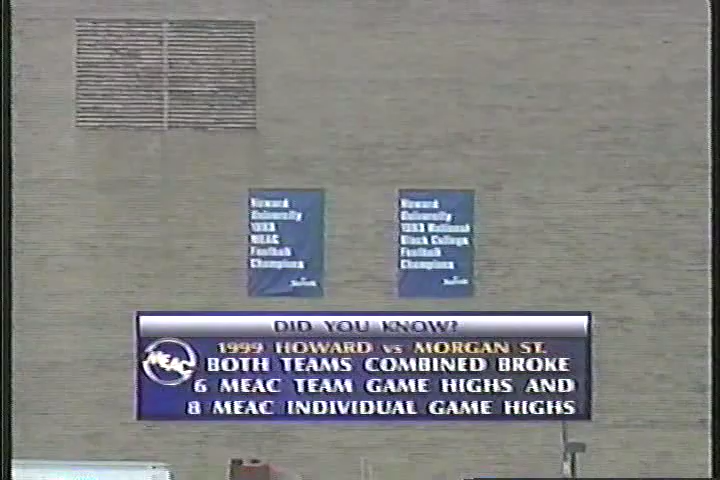 Howard
University
1993
MEAC
Football
Champions
Howard
University
1993 National
Black College
Football
Champions
DID YOU KNOW?
MEAC
1999 HOWARD vs MORGAN ST.
BOTH TEAMS COMBINED BROKE
6 MEAC TEAM GAME HIGHS AND
8 MEAC INDIVIDUAL GAME HIGHS